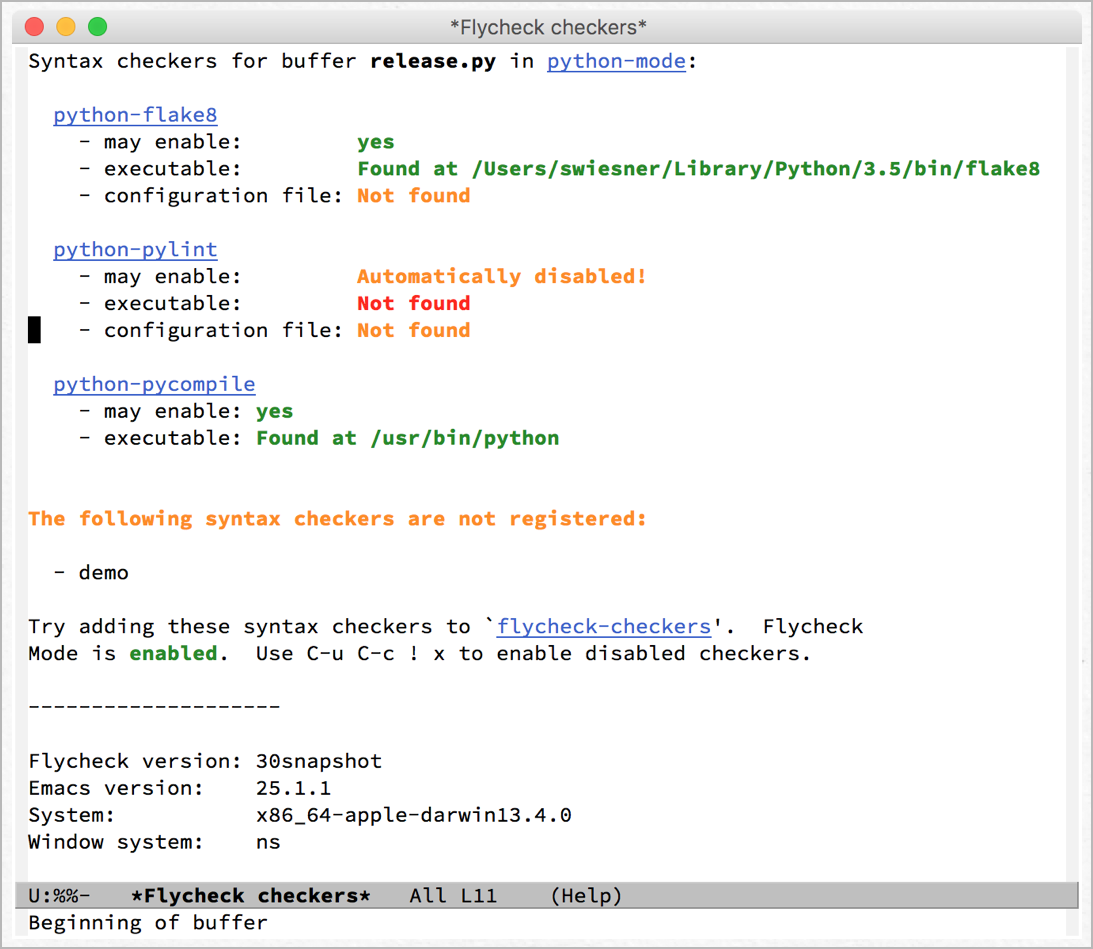 *Flycheck checkers*
Syntax checkers for buffer release.py in python-mode:
python-flake8
- may enable: yes
- executable: Found at /Users/swiesner/Library/Python/3.5/bin/flake8
- configuration file: Not found
python-pylint
- may enable: Automatically disabled!
- executable: Not found
- configuration file: Not found
python-pycompile
- may enable: yes
- executable: Found at /usr/bin/python
The following syntax checkers are not registered:
- demo
Try adding these syntax checkers to `flycheck-checkers'. Flycheck
Mode is enabled. Use C-u C-c ! x to enable disabled checkers.
--------------------
Flycheck version: 30snapshot
Emacs version: 25.1.1
System: x86_64-apple-darwin13.4.0
Window system: ns
U:%%- *Flycheck checkers* All L11 (Help)
Beginning of buffer